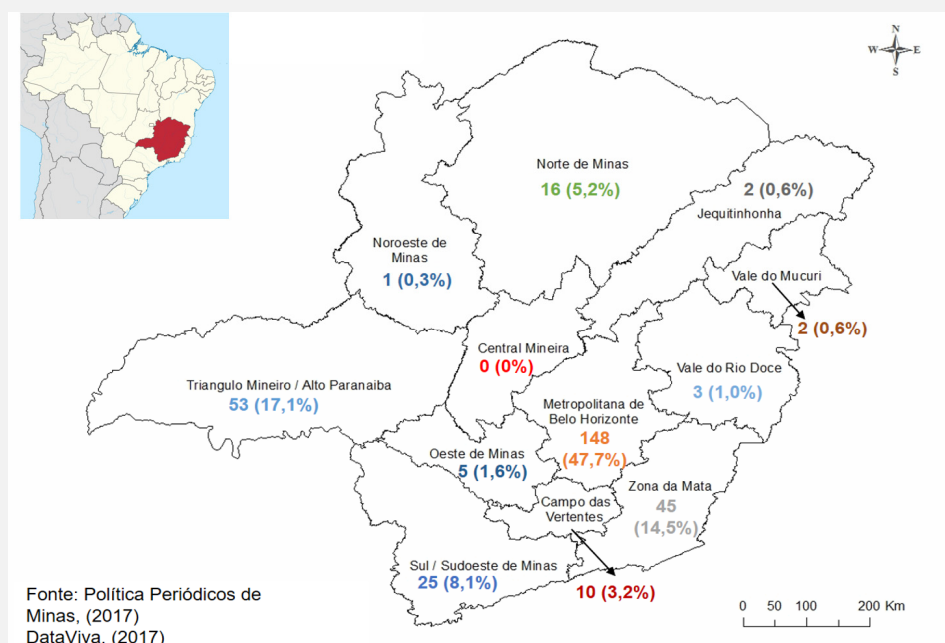 N
W E
S
Norte de Minas
16 (5,2%)
2 (0,6%)
Jequitinhonha
Noroeste de
Minas
1 (0,3%)
Vale do Mucuri
2 (0,6%)
Central Mineira
0 (0%)
Vale do Rio Doce
3 (1,0%)
Triangulo Mineiro / Alto Paranaiba
53 (17,1%)
Metropolitana de
Belo Horizonte
148
(47,7%)
Oeste de Minas
5 (1,6%)
Zona da Mata
45
(14,5%)
Campo das
Vertentes
10 (3,2%)
Sul / Sudoeste de Minas
25 (8,1%)
Fonte: Política Periódicos de
Minas, (2017)
DataViva, (2017)
0 50 100 200 Km